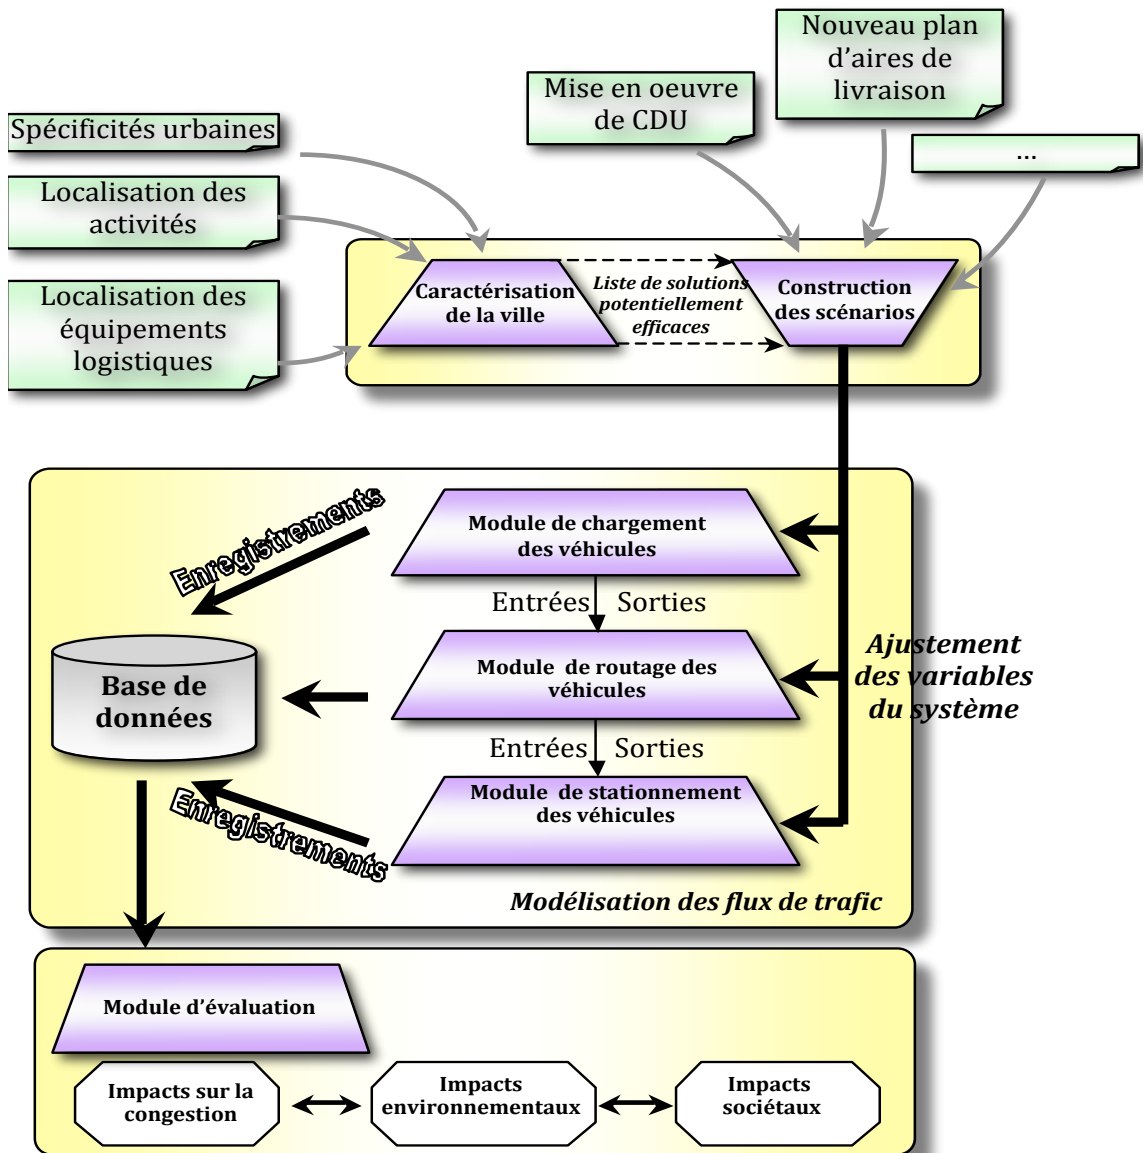 Nouveau plan
d'aires de
livraison
Mise en oeuvre
de CDU
Spécificités urbaines
...
Localisation des
activités
Localisation des
équipements
logistiques
Caractérisation
de la ville
Liste de solutions
potentiellement
efficaces
Construction
des scénarios
Enregistrements
Module de chargement
des véhicules
Entrées Sorties
Base de
données
Module de routage des
véhicules
Ajustement
des variables
du système
Entrées Sorties
Enregistrements
Module de stationnement
des véhicules
Modélisation des flux de trafic
Module d'évaluation
Impacts sur la
congestion
Impacts
environnementaux
Impacts
sociétaux